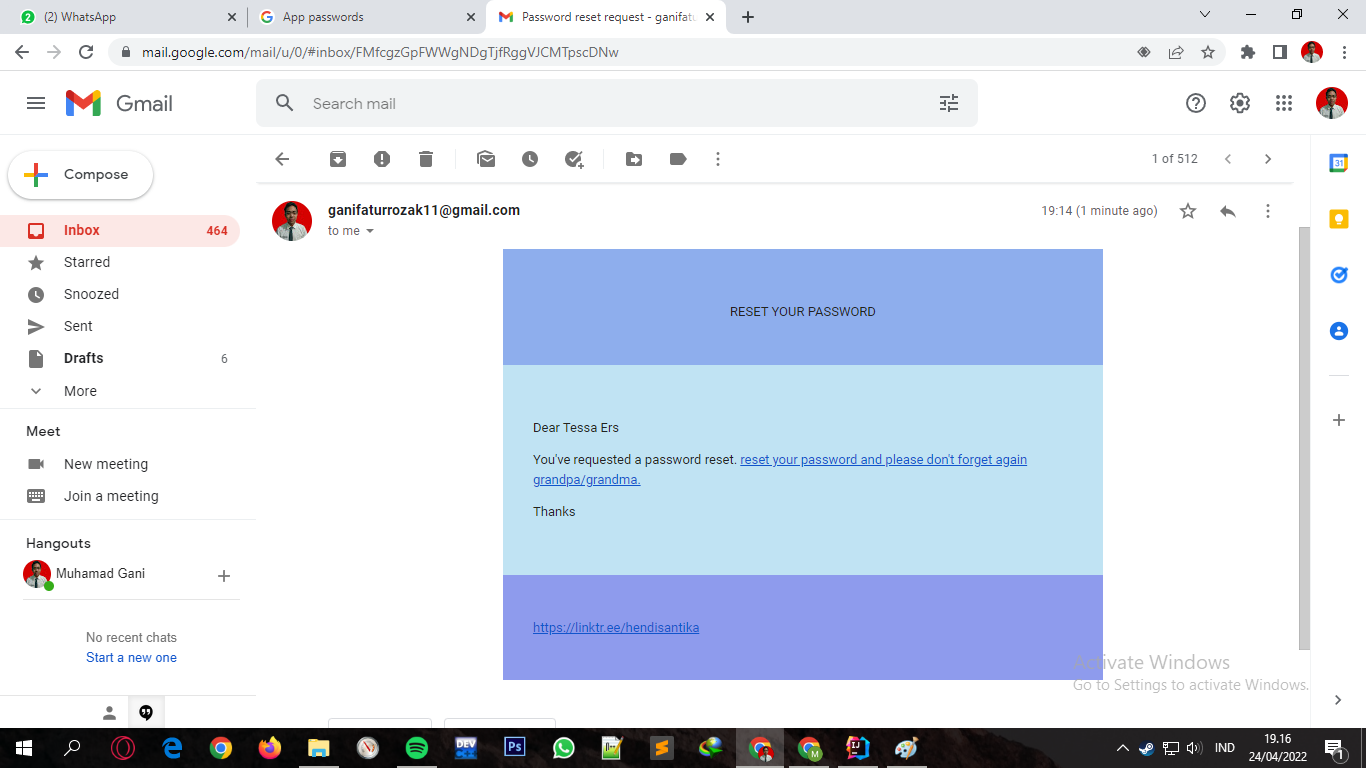 (2) WhatsApp
App passwords
Password reset request - ganifatu
mail.google.com/mail/u/0/#inbox/FMfcgzGpFWWgNDgTjfRggVJCMTpscDNw
Gmail
Search mail
Compose
1 of 512
Inbox 464
Starred
Snoozed
Sent
Drafts 6
More
Meet
New meeting
Join a meeting
Hangouts
Muhamad Gani
No recent chats
Start a new one
ganifaturrozak11@gmail.com
19:14 (1 minute ago)
to me
RESET YOUR PASSWORD
Dear Tessa Ers
You've requested a password reset. reset your password and please don't forget again
grandpa/grandma.
Thanks
https://linktr.ee/hendisantika
31
Activate Windows
Go to Settings to activate Windows.
DEV
Ps
IJ
M
IND
19.16
24/04/2022
1